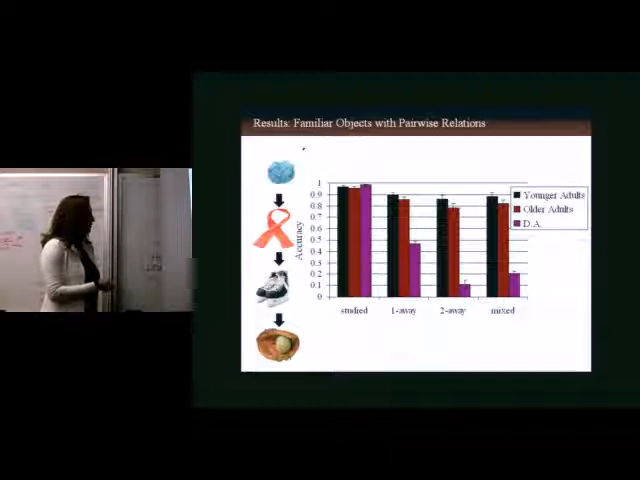 Results: Familiar Objects with Pairwise Relations
Accuracy
1
0.9
0.8
0.7
0.6
0.5
0.4
0.3
0.2
0.1
0
studied
1-away
2-away
mixed
Younger Adults
Older Adults
D.A.